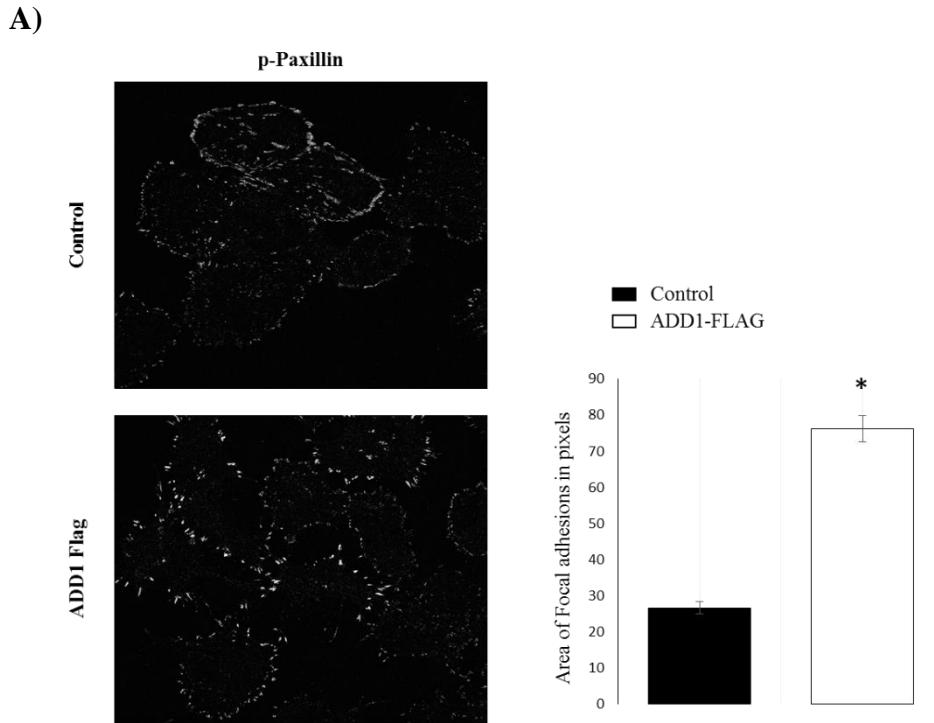 A)
p-Paxillin
Control
ADD1 Flag
Control
ADD1-FLAG
Area of Focal adhesions in pixels
90
80
70
60
50
40
30
20
10
0
*